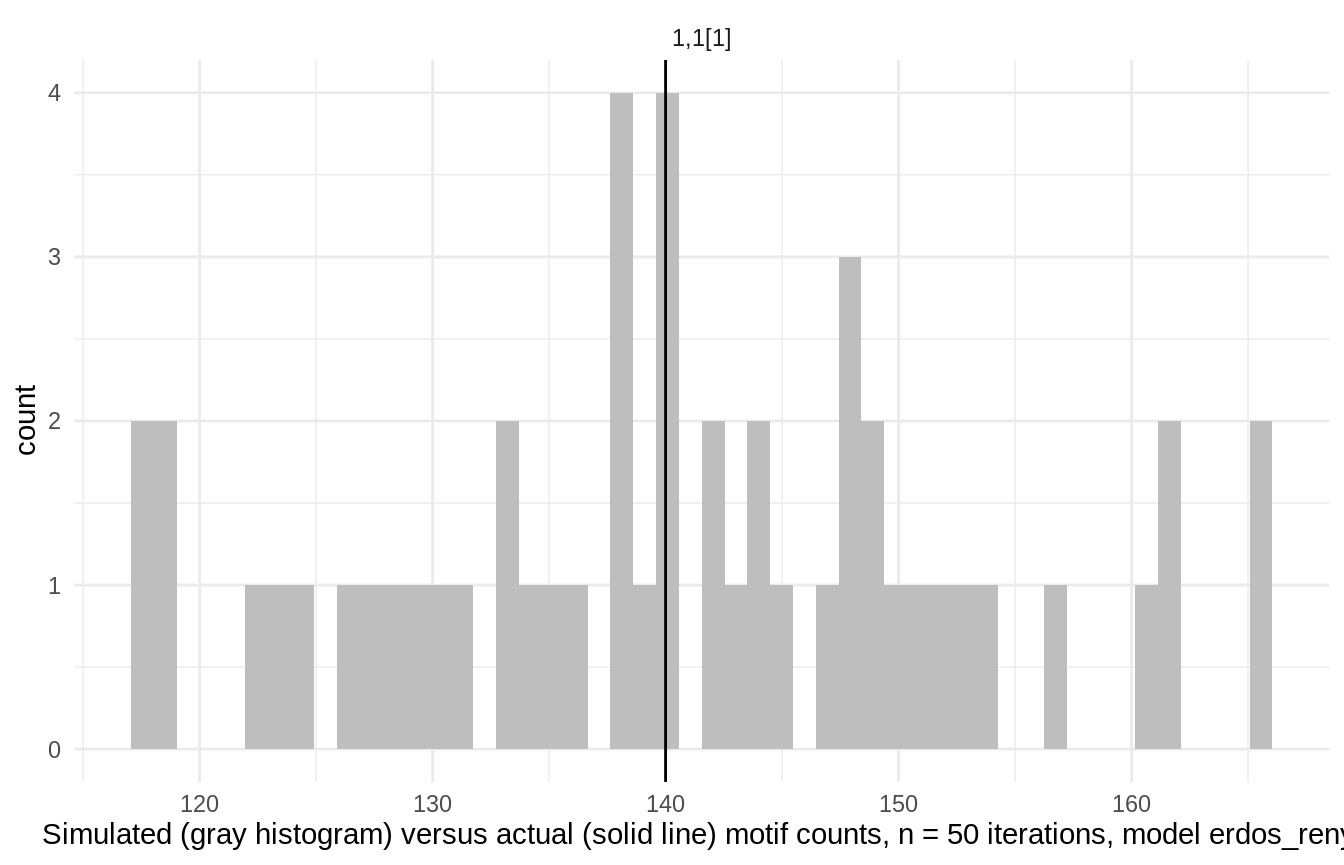 1,1[1]
4
3
2
1
0
count
120 130 140 150 160
Simulated (gray histogram) versus actual (solid line) motif counts, n = 50 iterations, model